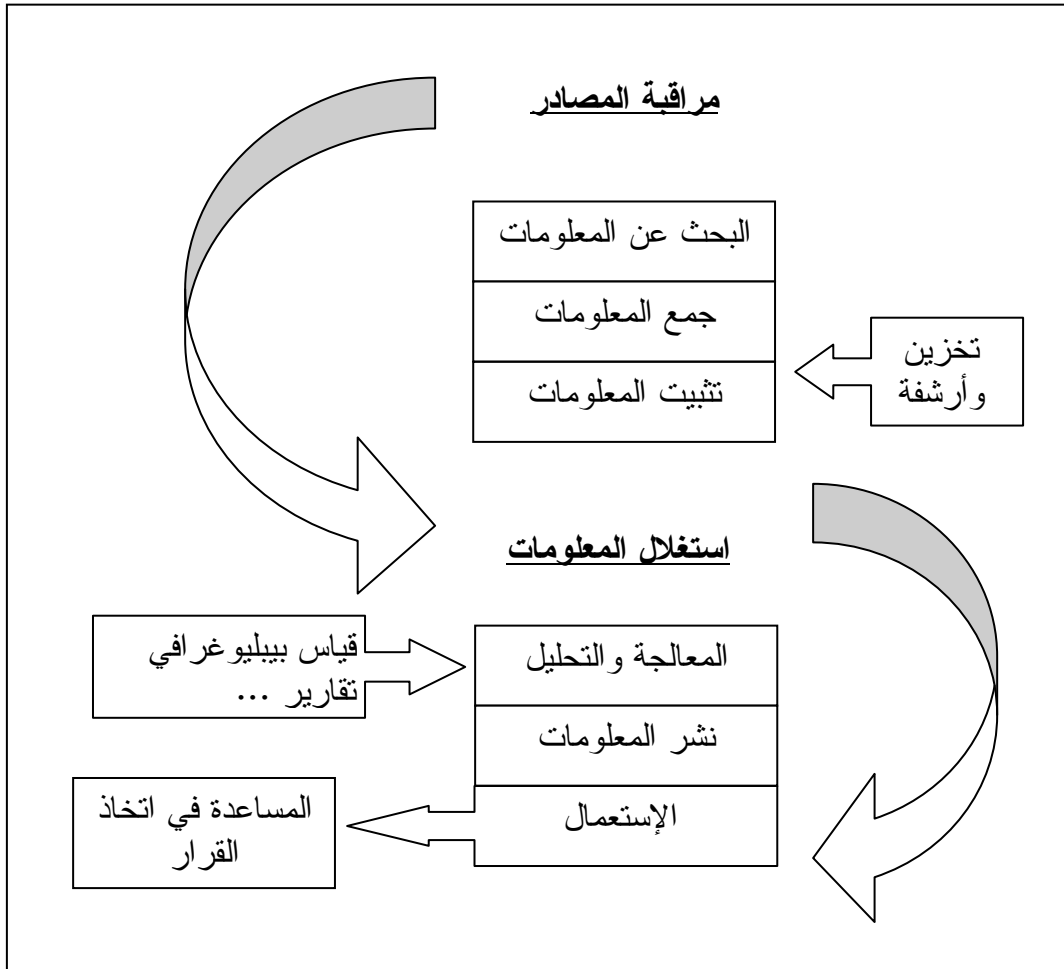 مراقبة المصادر
البحث عن المعلومات
جمع المعلومات
تثبيت المعلومات
تخزين
وأرشفة
استغلال المعلومات
قياس بيبليوغرافي
تقارير ...
المعالجة والتحليل
نشر المعلومات
الإستعمال
المساعدة في اتخاذ
القرار